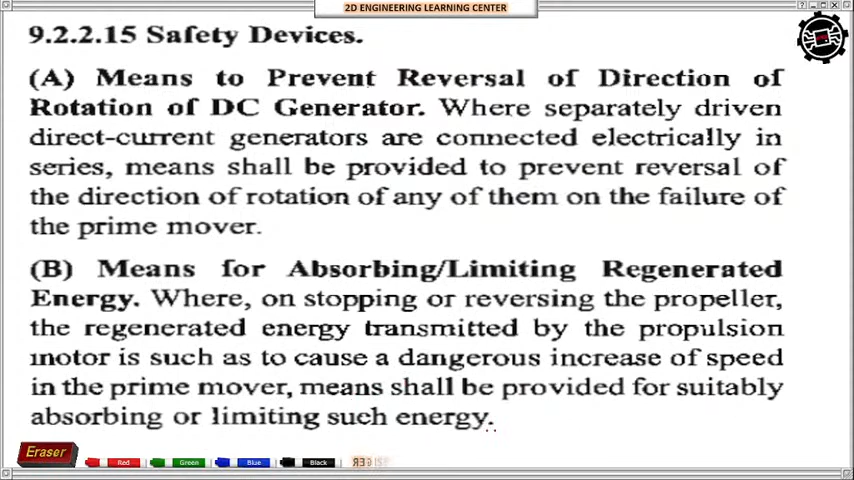 2D ENGINEERING LEARNING CENTER
9.2.2.15 Safety Devices.
(A) Means to Prevent Reversal of Direction of
Rotation of DC Generator. Where separately driven
direct-current generators are connected electrically in
series, means shall be provided to prevent reversal of
the direction of rotation of any of them on the failure of
the prime mover.
(B) Means for Absorbing/Limiting Regenerated
Energy. Where, on stopping or reversing the propeller,
the regenerated energy transmitted by the propulsion
motor is such as to cause a dangerous increase of speed
in the prime mover, means shall be provided for suitably
absorbing or limiting such energy.
Eraser
Red
Green
Blue
Black